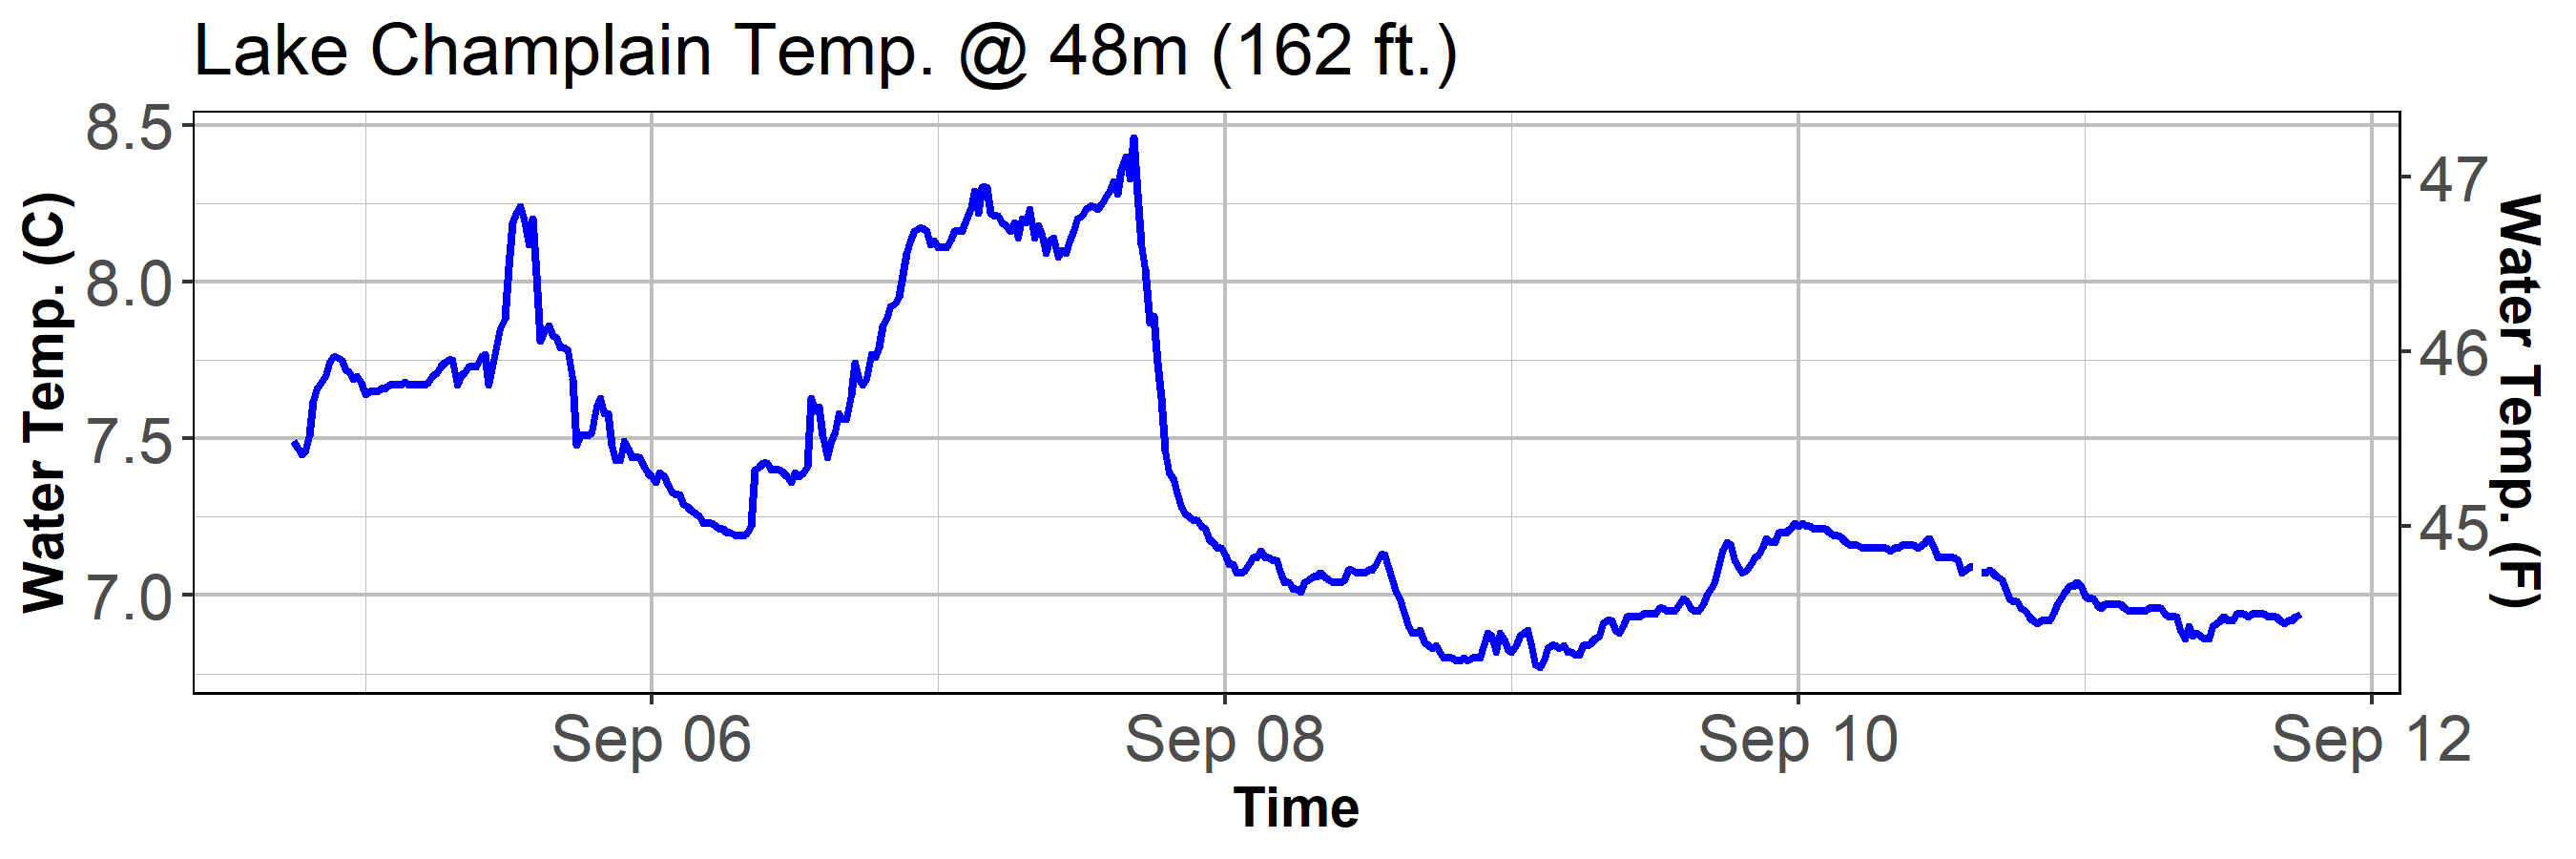 Lake Champlain Temp. @ 48m (162 ft.)
Water Temp. (C)
8.5
8.0
7.5
7.0
47
46
45
Water Temp. (F)
Sep 06
Sep 08
Sep 10
Sep 12
Time